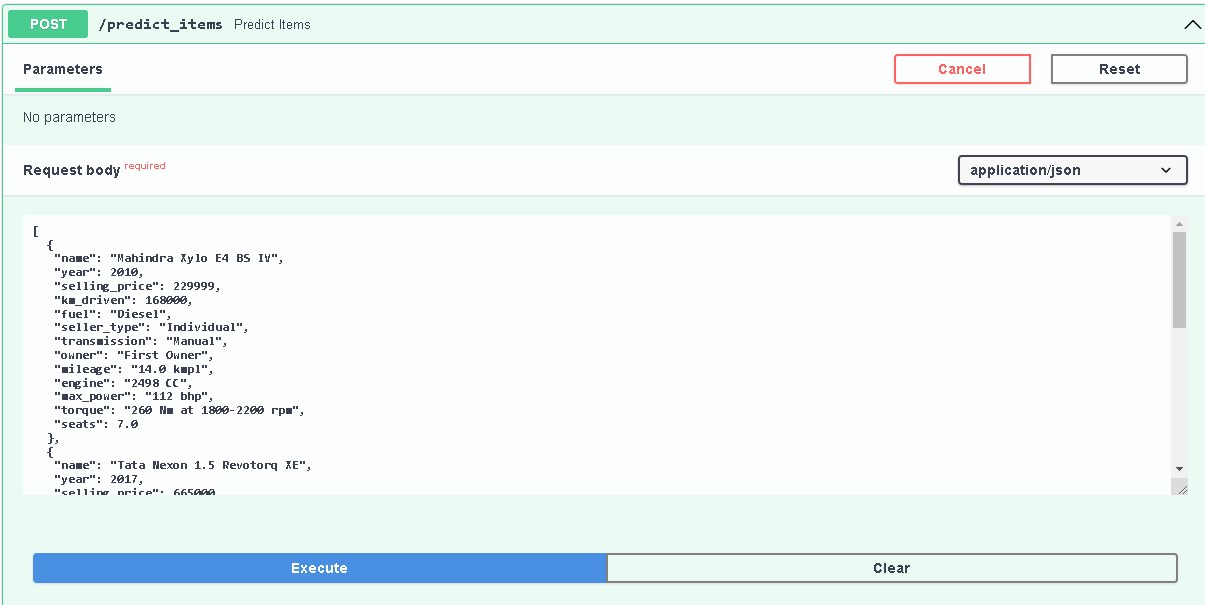 POST /predict_items Predict Items
Parameters
Cancel
Reset
No parameters
Request body required
application/json
[
  {
   "name": "Mahindra Xylo E4 BS IV",
   "year": 2010,
   "selling_price": 229999,
   "km_driven": 168000,
   "fuel": "Diesel",
   "seller_type": "Individual",
   "transmission": "Manual",
   "owner": "First Owner",
   "mileage": "14.0 kmpl",
   "engine": "2498 CC",
   "max_power": "112 bhp",
   "torque": "260 Nm at 1800-2200 rpm",
   "seats": 7.0
  },
  {
   "name": "Tata Nexon 1.5 Revotorq XE",
   "year": 2017,
   "selling_price": 665000
Execute
Clear